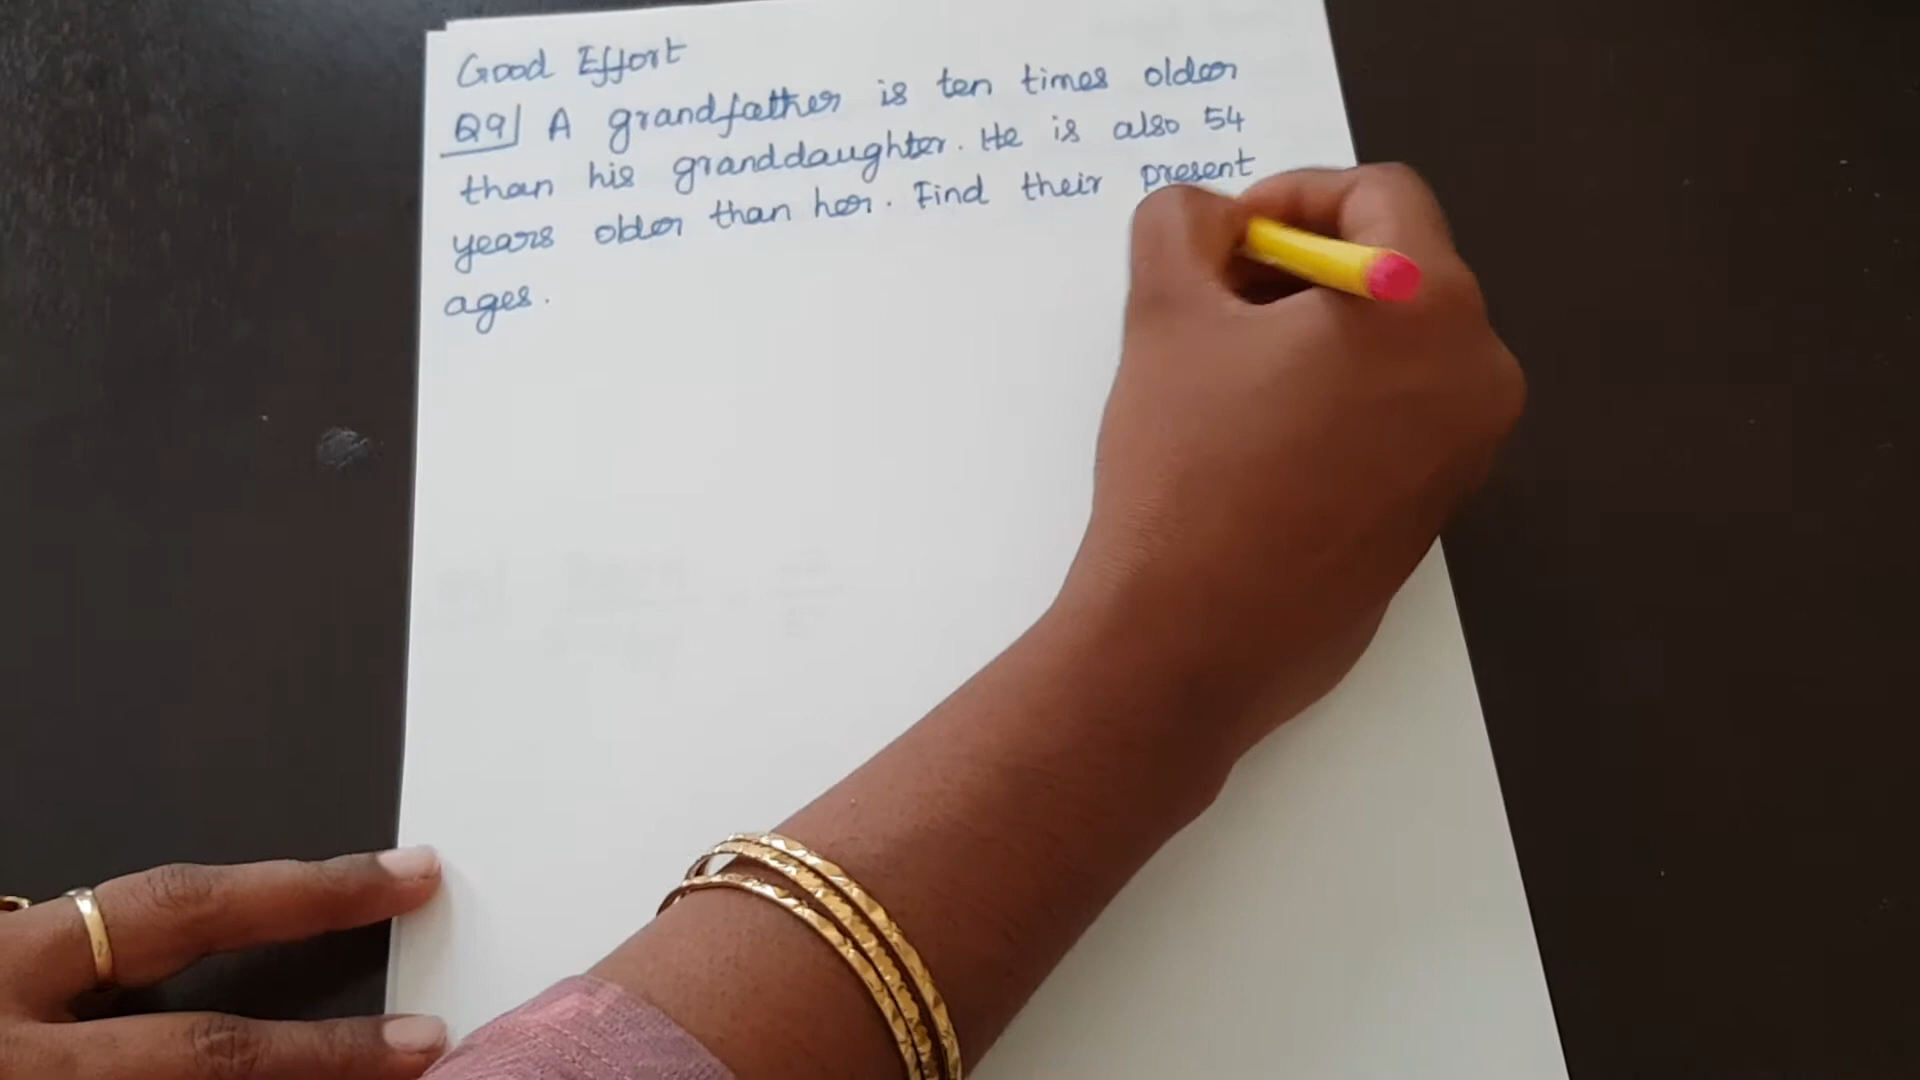 Good Effort
Q9| A grandfather is ten times older
than his granddaughter. He is also 54
years older than her. Find their present
ages.